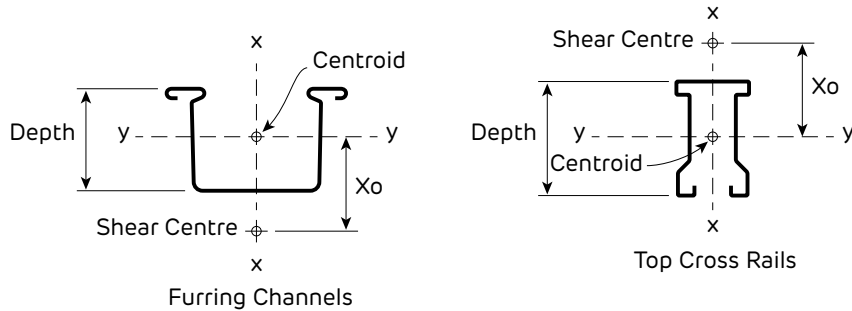 x
Centroid
Depth
y
y
Xo
Shear Centre
x
Furring Channels
x
Shear Centre
Xo
Depth
y
y
Centroid
x
Top Cross Rails